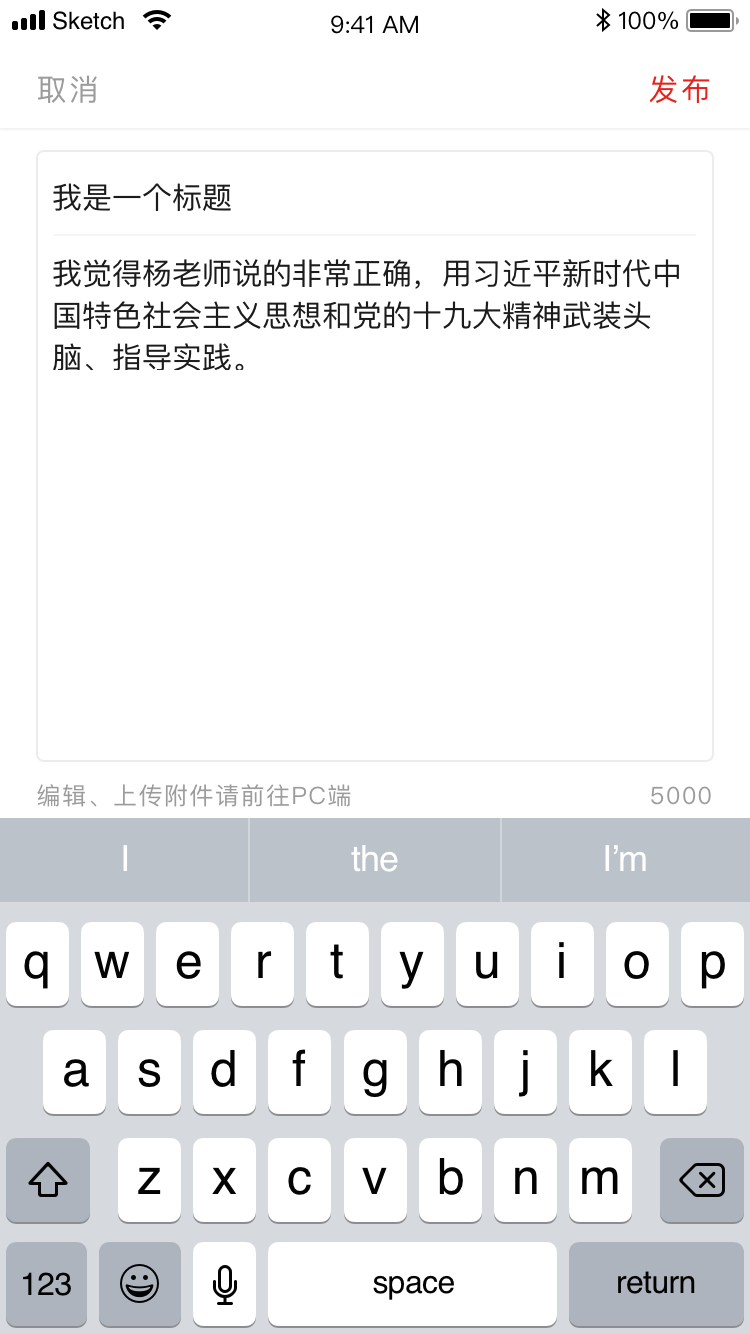 Sketch 9:41 AM 100%
取消 发布
我是一个标题
我觉得杨老师说的非常正确，用习近平新时代中
国特色社会主义思想和党的十九大精神武装头
脑、指导实践。
编辑、上传附件请前往PC端 5000
I the I’m
q w e r t y u i o p
a s d f g h j k l
z x c v b n m
123 space return